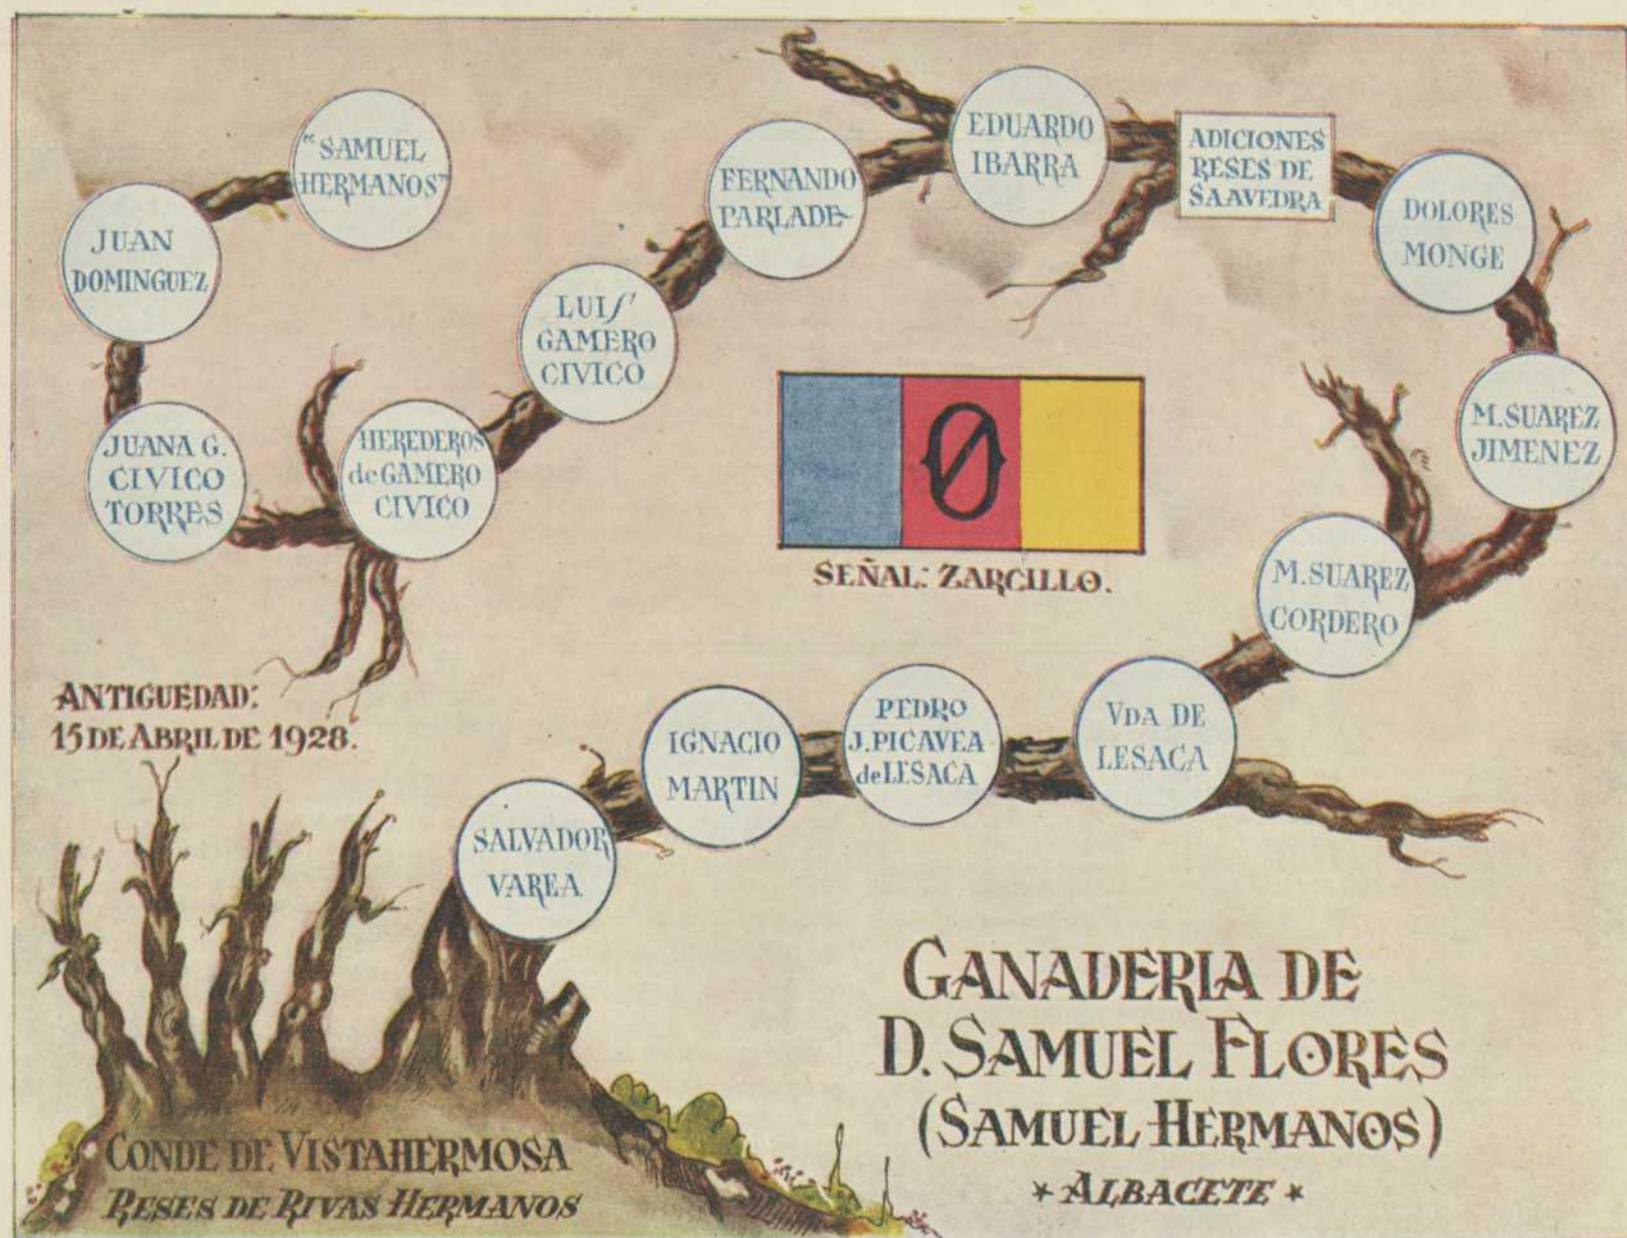 "SAMUEL
HERMANOS"
JUAN
DOMINGUEZ
JUANA G.
CIVICO
TORRES
HEREDEROS
de GAMERO
CIVICO
LUIS
GAMERO
CIVICO
FERNANDO
PARLADE
EDUARDO
IBARRA
ADICIONES
RESES DE
SAAVEDRA
DOLORES
MONGE
M. SUAREZ
JIMENEZ
M. SUAREZ
CORDERO
VDA DE
LESACA
PEDRO
J. PICAVEA
de LESACA
IGNACIO
MARTIN
SALVADOR
VAREA
O
SEÑAL: ZARCILLO.
ANTIGUEDAD:
15 DE ABRIL DE 1928.
CONDE DE VISTAHERMOSA
RESES DE RIVAS HERMANOS
GANADERIA DE
D. SAMUEL FLORES
(SAMUEL HERMANOS)
* ALBACETE *